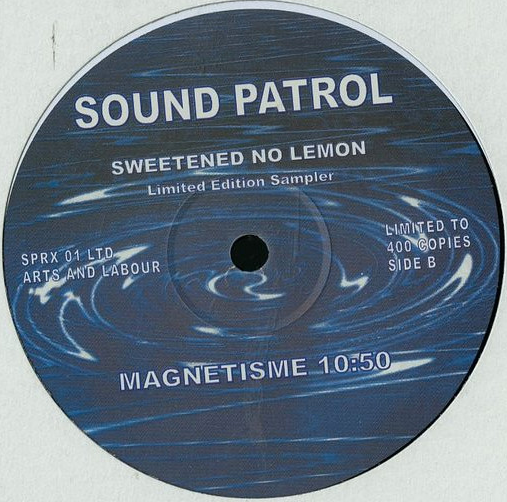 SOUND PATROL
SWEETENED NO LEMON
Limited Edition Sampler
SPRX 01 LTD
ARTS AND LABOUR
LIMITED TO
400 COPIES
SIDE B
MAGNETISME 10:50